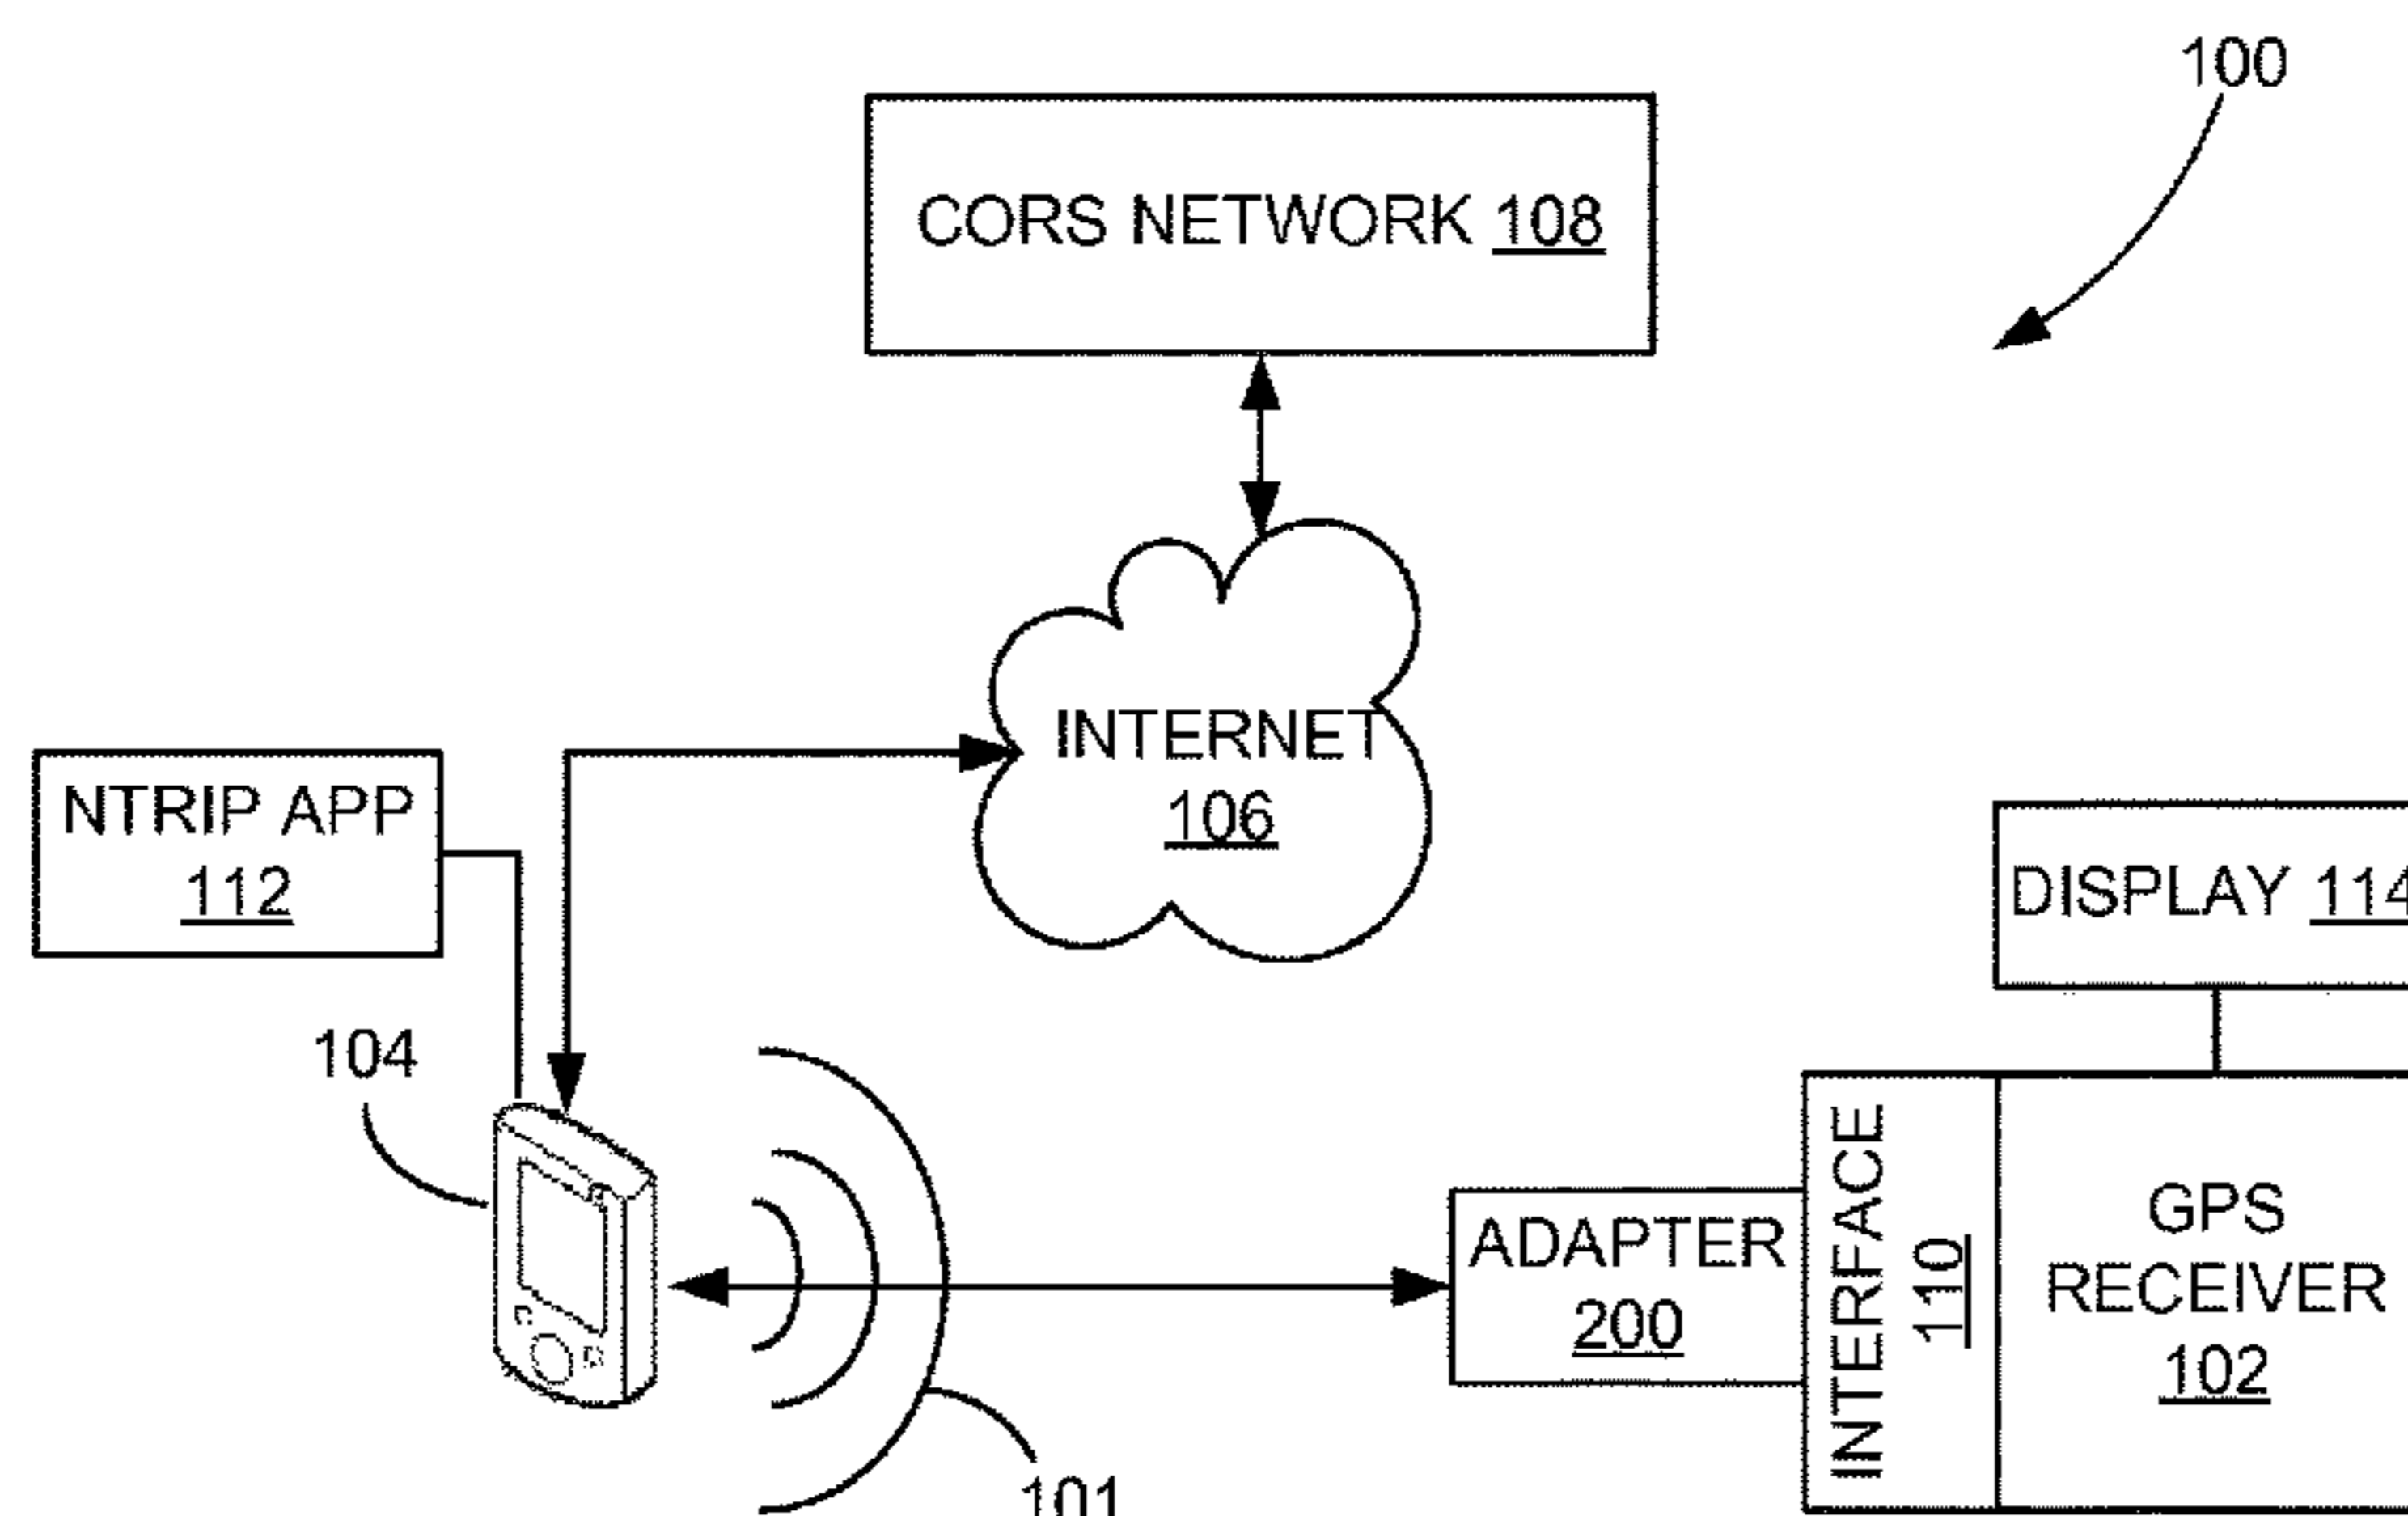 100
CORS NETWORK 108
INTERNET
106
NTRIP APP
112
DISPLAY 114
104
INTERFACE
110
ADAPTER
200
GPS
RECEIVER
102
101